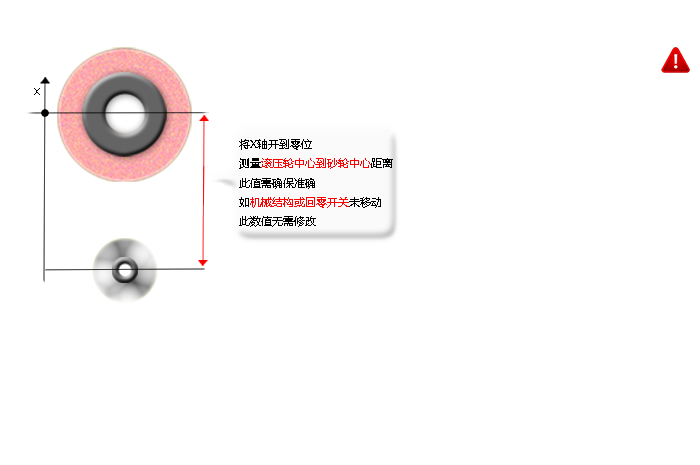 X
将X轴开到零位
测量滚压轮中心到砂轮中心距离
此值需确保准确
如机械结构或回零开关未移动
此数值无需修改